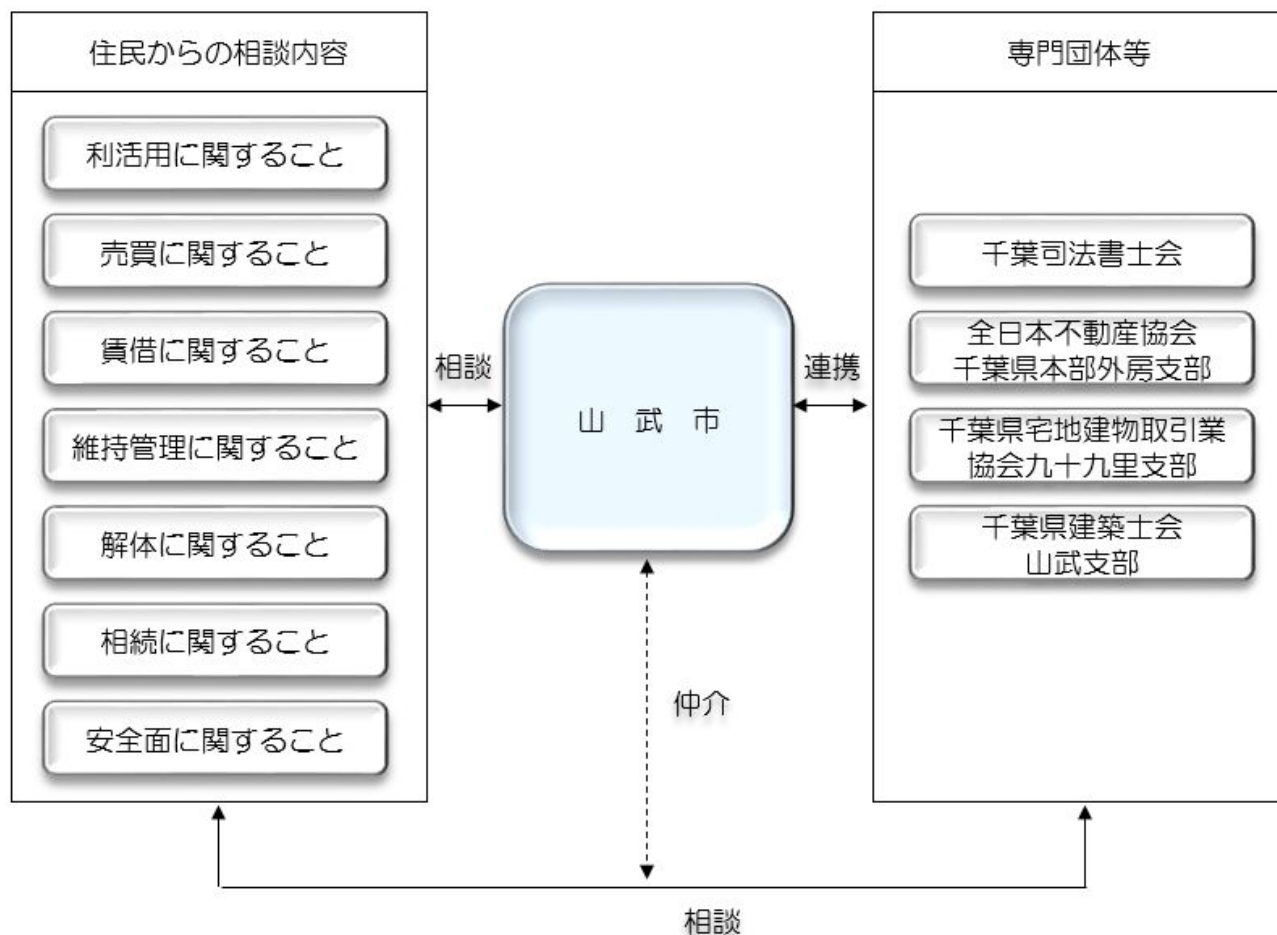 住民からの相談内容
利活用に関すること
売買に関すること
賃借に関すること
維持管理に関すること
解体に関すること
相続に関すること
安全面に関すること
相談
山武市
連携
仲介
専門団体等
千葉司法書士会
全日本不動産協会
千葉県本部外房支部
千葉県宅地建物取引業
協会九十九里支部
千葉県建築士会
山武支部
相談